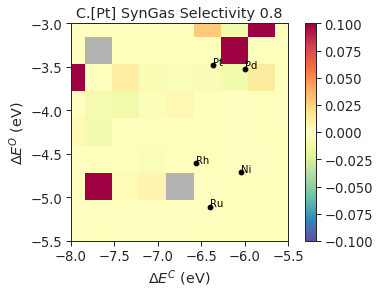 C.[Pt] SynGas Selectivity 0.8
−3.0
−3.5
−4.0
−4.5
−5.0
−5.5
ΔE^O (eV)
Pt
Pd
Rh
Ni
Ru
−8.0 −7.5 −7.0 −6.5 −6.0 −5.5
ΔE^C (eV)
0.100
0.075
0.050
0.025
0.000
−0.025
−0.050
−0.075
−0.100